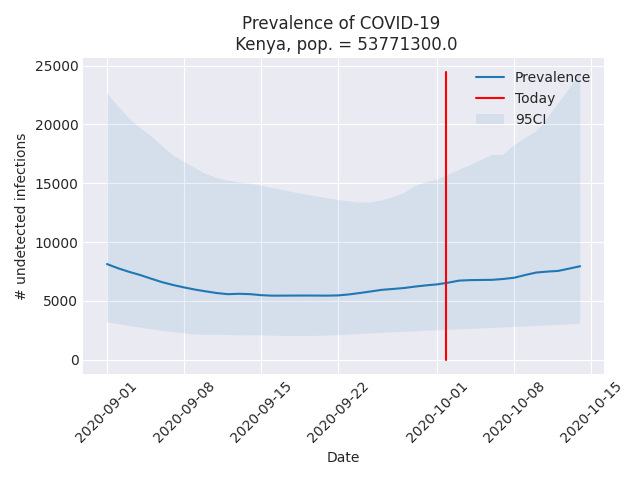 Prevalence of COVID-19
Kenya, pop. = 53771300.0
25000
20000
15000
10000
5000
0
# undetected infections
Prevalence
Today
95CI
2020-09-01
2020-09-08
2020-09-15
2020-09-22
2020-10-01
2020-10-08
2020-10-15
Date